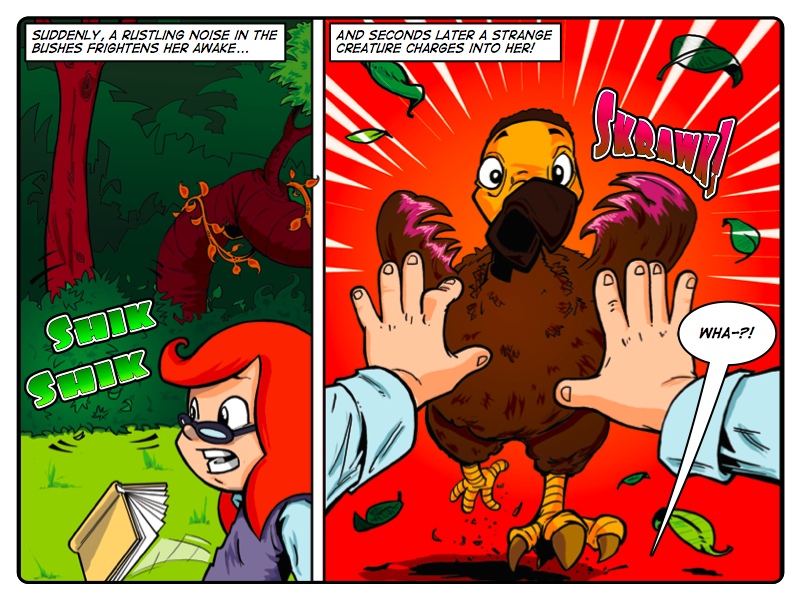 SUDDENLY, A RUSTLING NOISE IN THE
BUSHES FRIGHTENS HER AWAKE...
SHIK
SHIK
AND SECONDS LATER A STRANGE
CREATURE CHARGES INTO HER!
SKRAWK!
WHA-?!